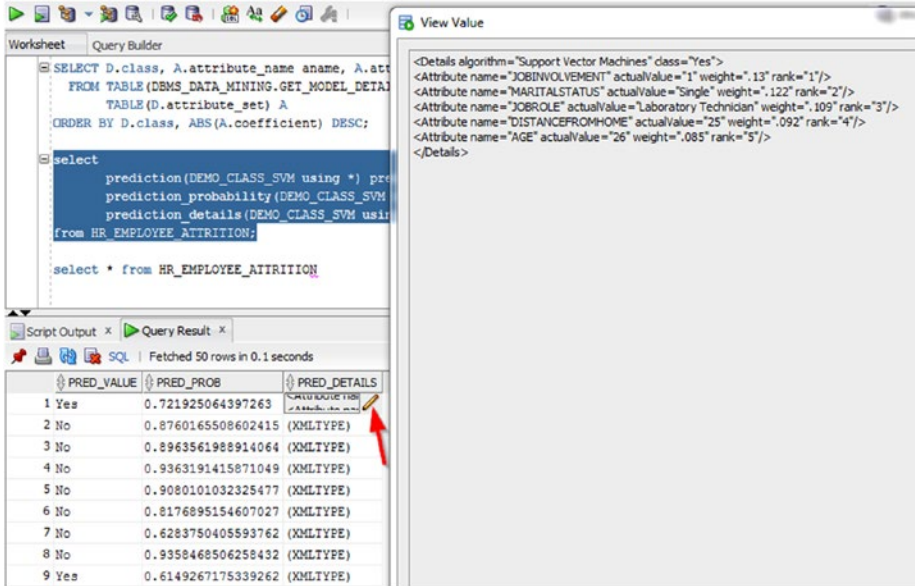 Worksheet Query Builder
SELECT D.class, A.attribute_name aname, A.att
FROM TABLE(DBMS_DATA_MINING.GET_MODEL_DETAI
TABLE(D.attribute_set) A
ORDER BY D.class, ABS(A.coefficient) DESC;
select
prediction(DEMO_CLASS_SVM using *) pre
prediction_probability(DEMO_CLASS_SVM
prediction_details(DEMO_CLASS_SVM usin
from HR_EMPLOYEE_ATTRITION;
select * from HR_EMPLOYEE_ATTRITION
Script Output x Query Result x
SQL | Fetched 50 rows in 0.1 seconds
PRED_VALUE PRED_PROB PRED_DETAILS
1 Yes 0.721925064397263
2 No 0.8760165508602415 (XMLTYPE)
3 No 0.8963561988914064 (XMLTYPE)
4 No 0.9363191415871049 (XMLTYPE)
5 No 0.9080101032325477 (XMLTYPE)
6 No 0.8176895154607027 (XMLTYPE)
7 No 0.6283750405593762 (XMLTYPE)
8 No 0.9358468506258432 (XMLTYPE)
9 Yes 0.6149267175339262 (XMLTYPE)
View Value
<Details algorithm="Support Vector Machines" class="Yes">
<Attribute name="JOBINVOLVEMENT" actualValue="1" weight=".13" rank="1"/>
<Attribute name="MARITALSTATUS" actualValue="Single" weight=".122" rank="2"/>
<Attribute name="JOBROLE" actualValue="Laboratory Technician" weight=".109" rank="3"/>
<Attribute name="DISTANCEFROMHOME" actualValue="25" weight=".092" rank="4"/>
<Attribute name="AGE" actualValue="26" weight=".085" rank="5"/>
</Details>